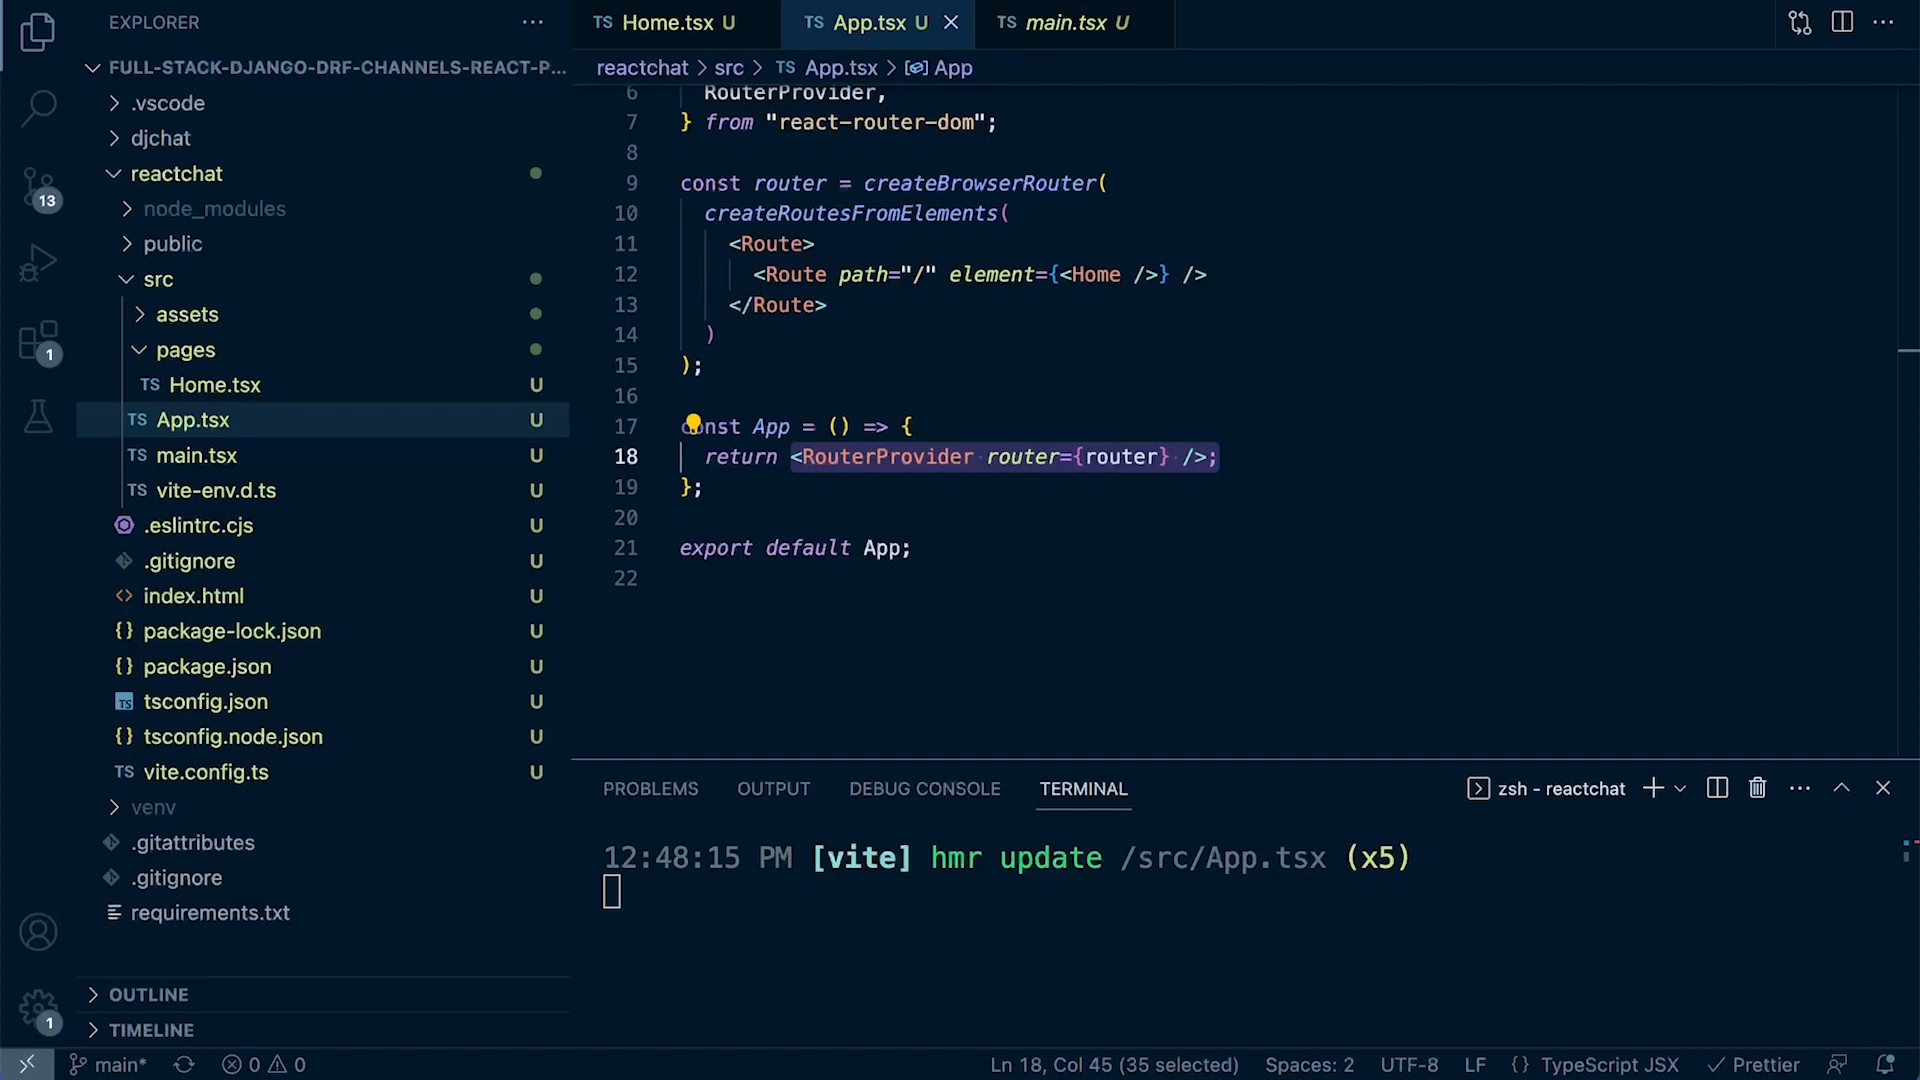 EXPLORER
FULL-STACK-DJANGO-DRF-CHANNELS-REACT-P...
.vscode
djchat
reactchat
node_modules
public
src
assets
pages
TS Home.tsx U
TS App.tsx U
TS main.tsx U
TS vite-env.d.ts U
.eslintrc.cjs U
.gitignore U
index.html U
{} package-lock.json U
{} package.json U
TS tsconfig.json U
{} tsconfig.node.json U
TS vite.config.ts U
venv
.gitattributes
.gitignore
requirements.txt
OUTLINE
TIMELINE
13
1
1
TS Home.tsx U
TS App.tsx U
TS main.tsx U
reactchat > src > TS App.tsx > App
6 RouterProvider,
7 } from "react-router-dom";
8
9 const router = createBrowserRouter(
10 createRoutesFromElements(
11 <Route>
12 <Route path="/" element={<Home />} />
13 </Route>
14 )
15 );
16
17 const App = () => {
18 return <RouterProvider router={router} />;
19 };
20
21 export default App;
22
PROBLEMS OUTPUT DEBUG CONSOLE TERMINAL
zsh - reactchat
12:48:15 PM [vite] hmr update /src/App.tsx (x5)
main* 0 0
Ln 18, Col 45 (35 selected) Spaces: 2 UTF-8 LF {} TypeScript JSX Prettier